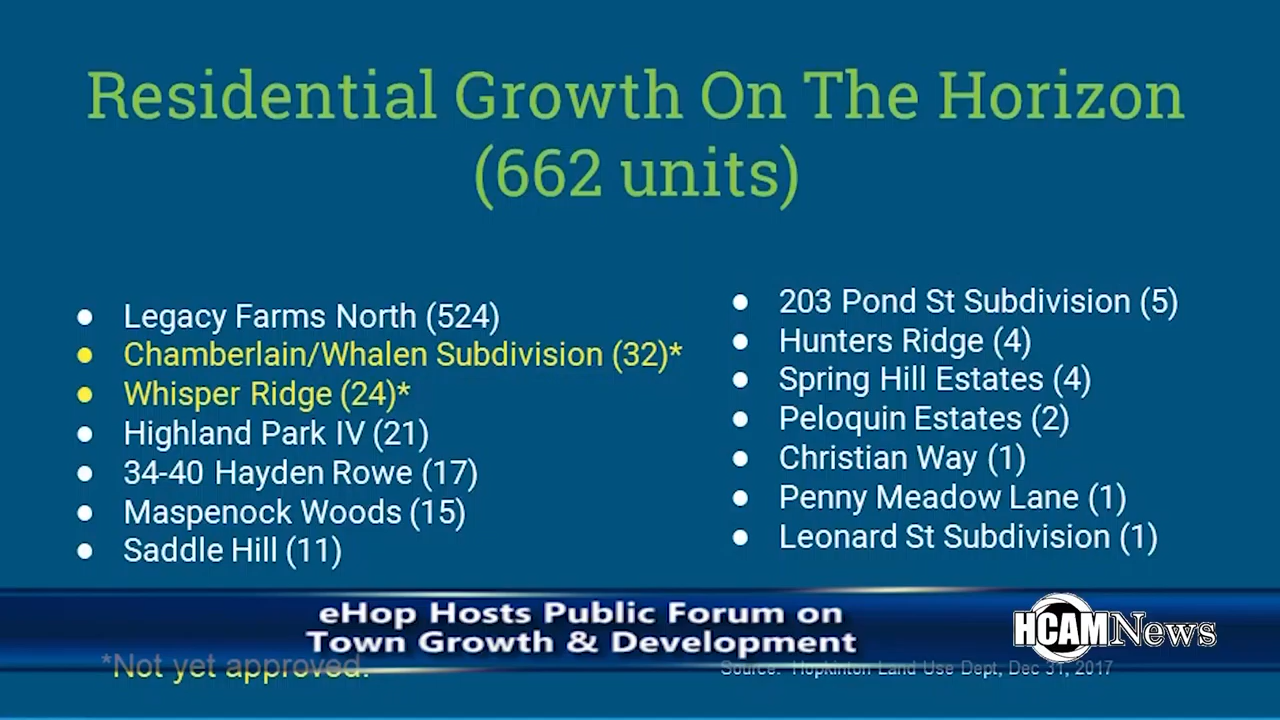 Residential Growth On The Horizon
(662 units)
● Legacy Farms North (524)
● Chamberlain/Whalen Subdivision (32)*
● Whisper Ridge (24)*
● Highland Park IV (21)
● 34-40 Hayden Rowe (17)
● Maspenock Woods (15)
● Saddle Hill (11)
● 203 Pond St Subdivision (5)
● Hunters Ridge (4)
● Spring Hill Estates (4)
● Peloquin Estates (2)
● Christian Way (1)
● Penny Meadow Lane (1)
● Leonard St Subdivision (1)
eHop Hosts Public Forum on
Town Growth & Development
HCAM News
*Not yet approved.
Source: Hopkinton Land Use Dept, Dec 31, 2017